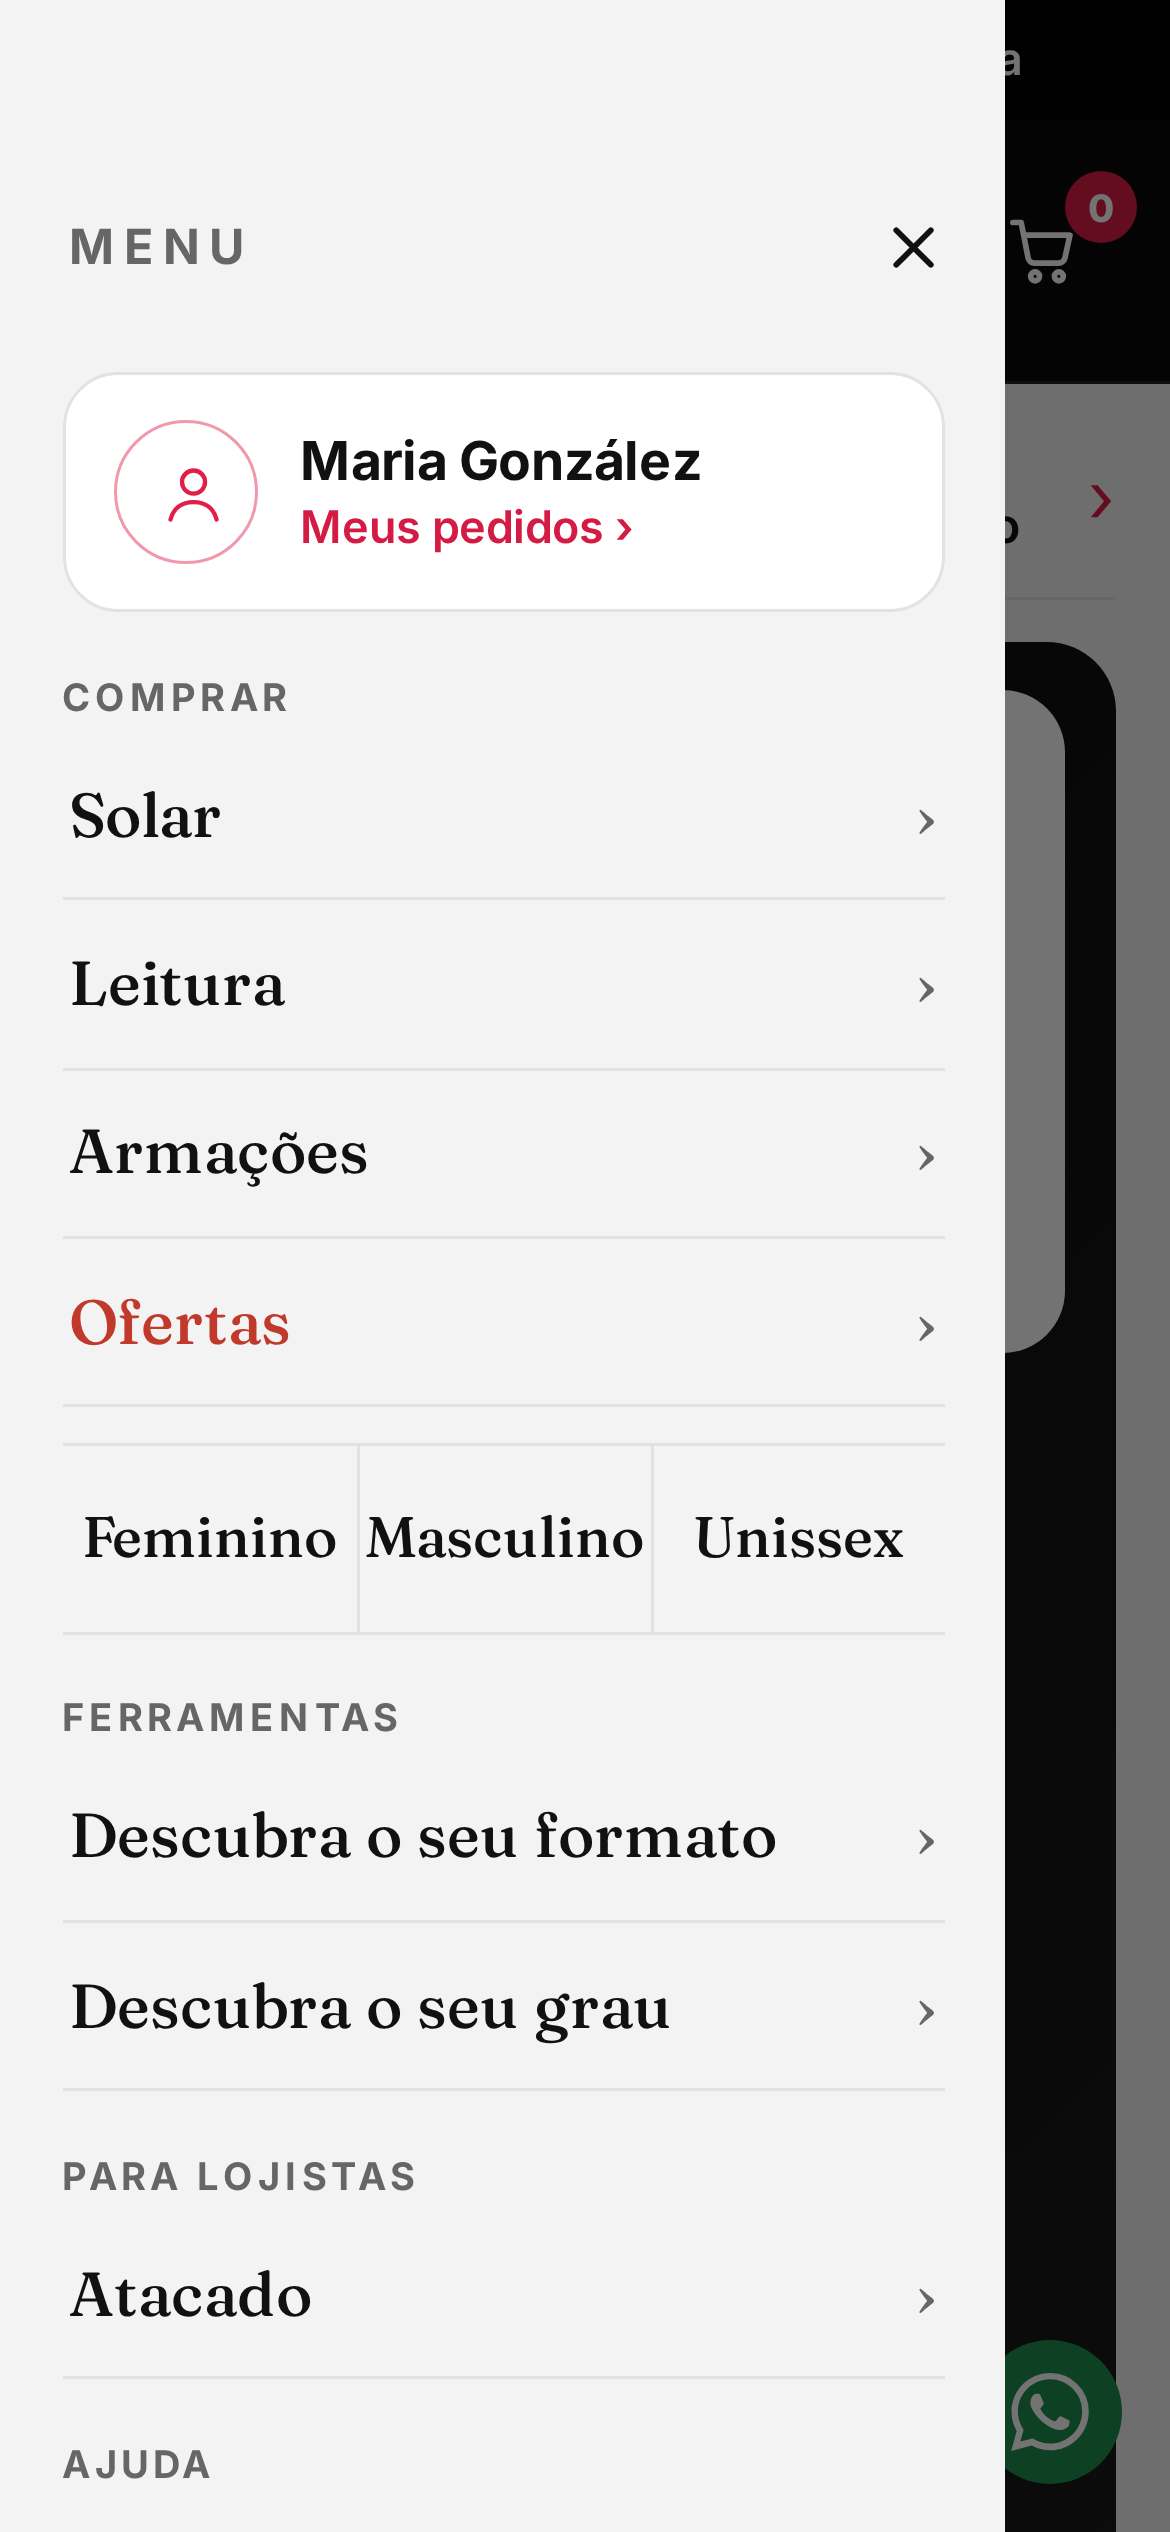 MENU
0
Maria González
Meus pedidos ›
COMPRAR
Solar
Leitura
Armações
Ofertas
Feminino Masculino Unissex
FERRAMENTAS
Descubra o seu formato
Descubra o seu grau
PARA LOJISTAS
Atacado
AJUDA